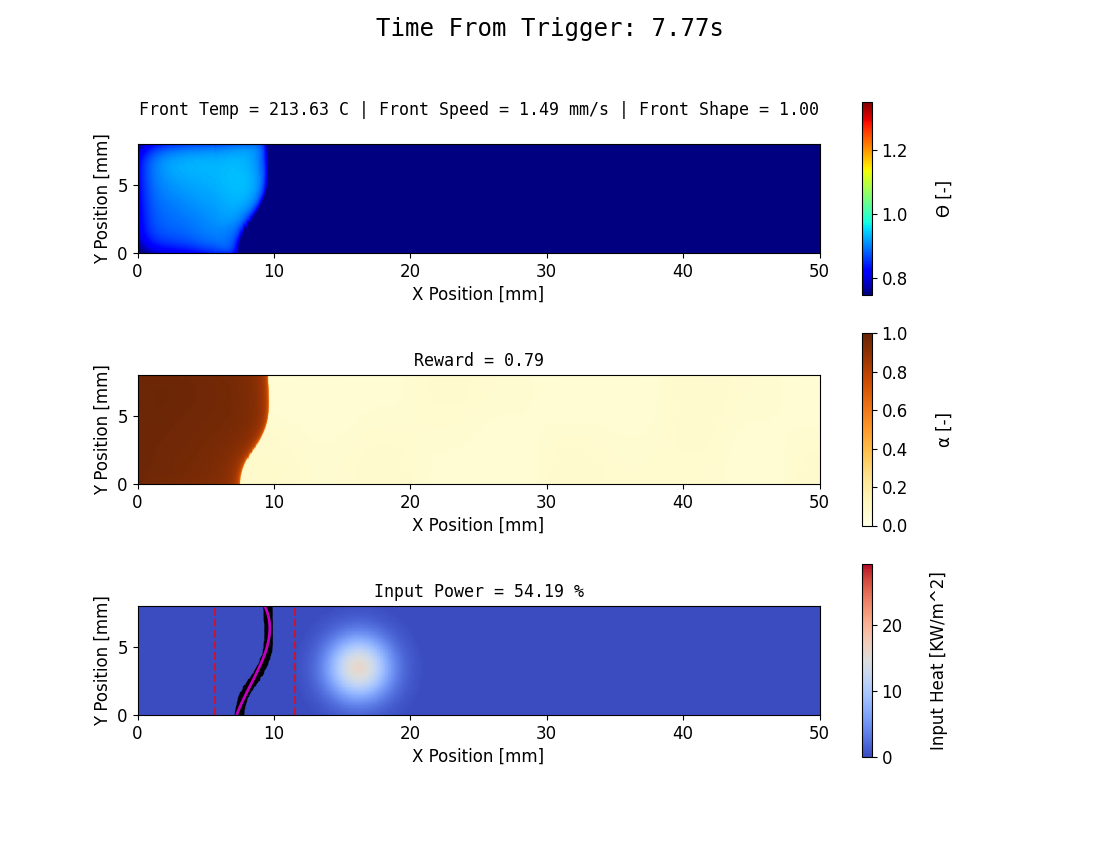 Time From Trigger: 7.77s
Front Temp = 213.63 C | Front Speed = 1.49 mm/s | Front Shape = 1.00
Y Position [mm]
5
0
0 10 20 30 40 50
X Position [mm]
1.2
1.0
0.8
Θ [-]
Reward = 0.79
Y Position [mm]
5
0
0 10 20 30 40 50
X Position [mm]
1.0
0.8
0.6
0.4
0.2
0.0
α [-]
Input Power = 54.19 %
Y Position [mm]
5
0
0 10 20 30 40 50
X Position [mm]
20
10
0
Input Heat [KW/m^2]